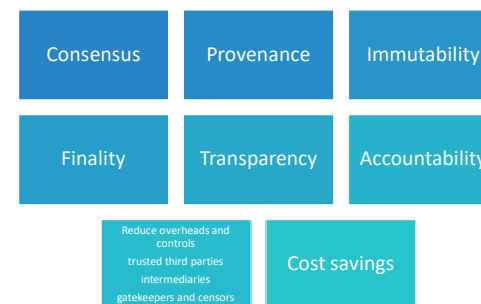 Consensus
Provenance
Immutability
Finality
Transparency
Accountability
Reduce overheads and
controls
trusted third parties
intermediaries
gatekeepers and censors
Cost savings